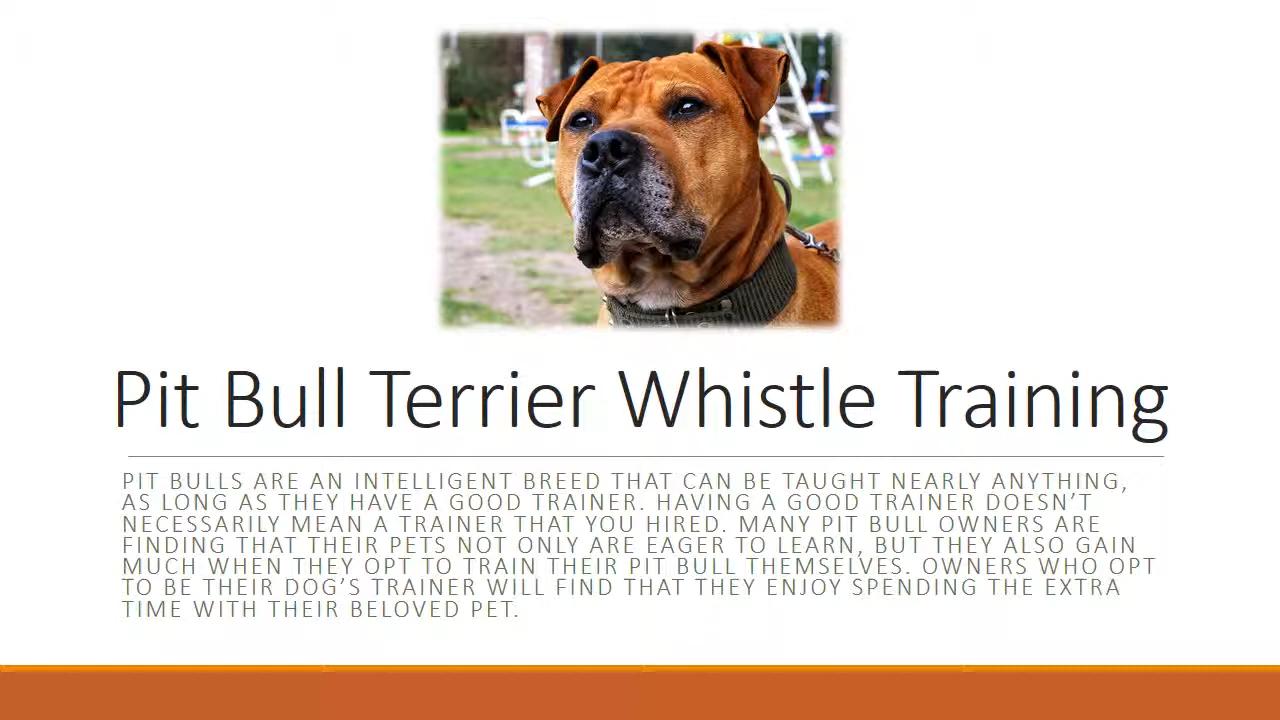 Pit Bull Terrier Whistle Training
PIT BULLS ARE AN INTELLIGENT BREED THAT CAN BE TAUGHT NEARLY ANYTHING,
AS LONG AS THEY HAVE A GOOD TRAINER. HAVING A GOOD TRAINER DOESN’T
NECESSARILY MEAN A TRAINER THAT YOU HIRED. MANY PIT BULL OWNERS ARE
FINDING THAT THEIR PETS NOT ONLY ARE EAGER TO LEARN, BUT THEY ALSO GAIN
MUCH WHEN THEY OPT TO TRAIN THEIR PIT BULL THEMSELVES. OWNERS WHO OPT
TO BE THEIR DOG’S TRAINER WILL FIND THAT THEY ENJOY SPENDING THE EXTRA
TIME WITH THEIR BELOVED PET.